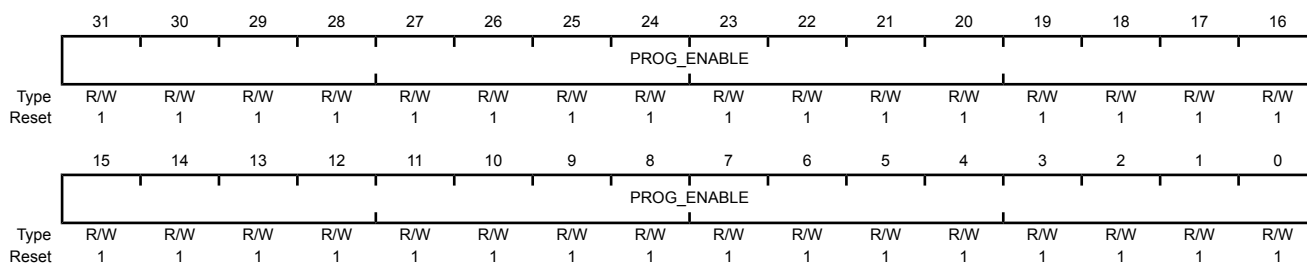 31 30 29 28 27 26 25 24 23 22 21 20 19 18 17 16
PROG_ENABLE
Type R/W R/W R/W R/W R/W R/W R/W R/W R/W R/W R/W R/W R/W R/W R/W R/W
Reset 1 1 1 1 1 1 1 1 1 1 1 1 1 1 1 1
15 14 13 12 11 10 9 8 7 6 5 4 3 2 1 0
PROG_ENABLE
Type R/W R/W R/W R/W R/W R/W R/W R/W R/W R/W R/W R/W R/W R/W R/W R/W
Reset 1 1 1 1 1 1 1 1 1 1 1 1 1 1 1 1